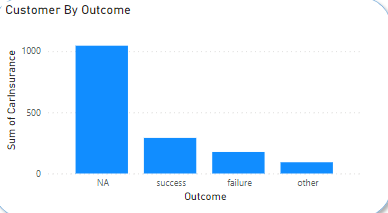 Customer By Outcome
Sum of CarInsurance
1000
500
0
NA success failure other
Outcome